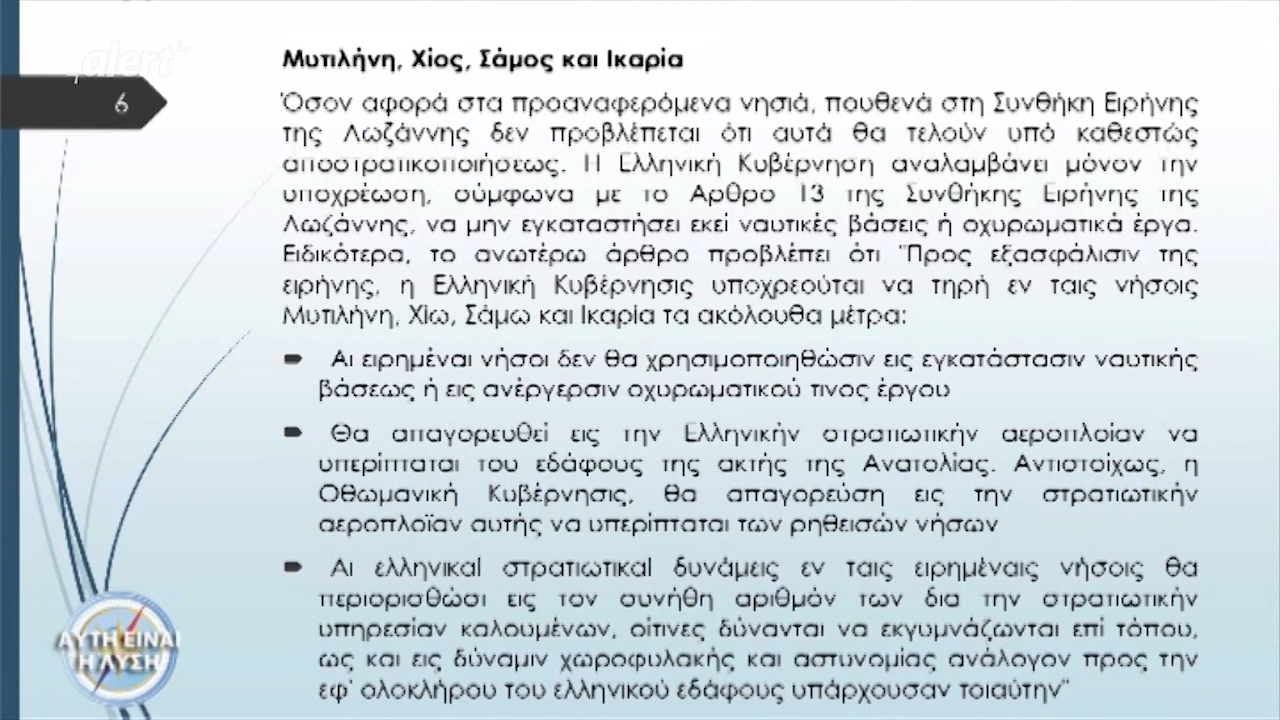 alert
6
Μυτιλήνη, Χίος, Σάμος και Ικαρία
Όσον αφορά στα προαναφερόμενα νησιά, πουθενά στη Συνθήκη Ειρήνης
της Λωζάννης δεν προβλέπεται ότι αυτά θα τελούν υπό καθεστώς
αποστρατικοποιήσεως. Η Ελληνική Κυβέρνηση αναλαμβάνει μόνον την
υποχρέωση, σύμφωνα με το Αρθρο 13 της Συνθήκης Ειρήνης της
Λωζάννης, να μην εγκαταστήσει εκεί ναυτικές βάσεις ή οχυρωματικά έργα.
Ειδικότερα, το ανωτέρω άρθρο προβλέπει ότι "Προς εξασφάλισιν της
ειρήνης, η Ελληνική Κυβέρνησις υποχρεούται να τηρή εν ταις νήσοις
Μυτιλήνη, Χίω, Σάμω και Ικαρία τα ακόλουθα μέτρα:
Αι ειρημέναι νήσοι δεν θα χρησιμοποιηθώσιν εις εγκατάστασιν ναυτικής
βάσεως ή εις ανέργερσιν οχυρωματικού τινος έργου
Θα απαγορευθεί εις την Ελληνικήν στρατιωτικήν αεροπλοίαν να
υπερίπταται του εδάφους της ακτής της Ανατολίας. Αντιστοίχως, η
Οθωμανική Κυβέρνησις, θα απαγορεύση εις την στρατιωτικήν
αεροπλοϊαν αυτής να υπερίπταται των ρηθεισών νήσων
Αι ελληνικαl στρατιωτικαl δυνάμεις εν ταις ειρημέναις νήσοις θα
περιορισθώσι εις τον συνήθη αριθμόν των δια την στρατιωτικήν
υπηρεσίαν καλουμένων, οίτινες δύνανται να εκγυμνάζωνται επί τόπου,
ως και εις δύναμιν χωροφυλακής και αστυνομίας ανάλογον προς την
εφ' ολοκλήρου του ελληνικού εδάφους υπάρχουσαν τοιαύτην"
ΑΥΤΗ ΕΙΝΑΙ
Η ΛΥΣΗ